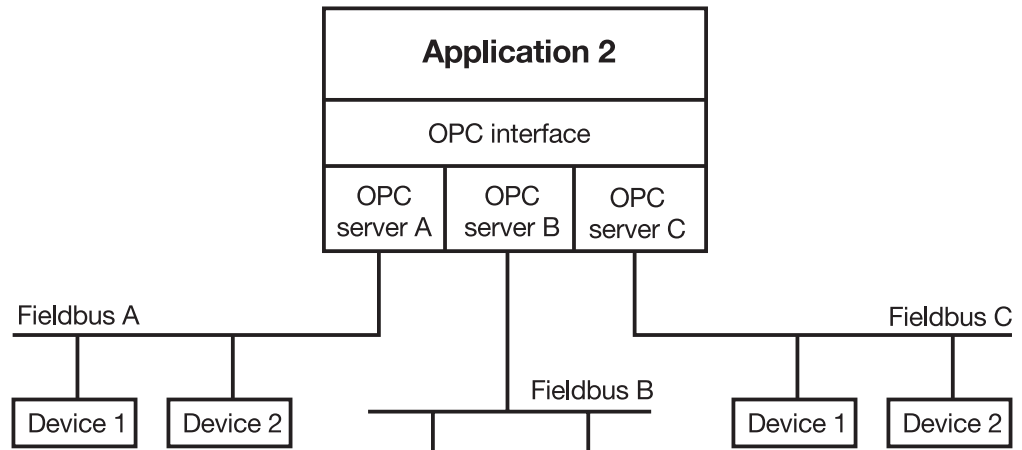 Application 2
OPC interface
OPC
server A
OPC
server B
OPC
server C
Fieldbus A
Fieldbus C
Fieldbus B
Device 1
Device 2
Device 1
Device 2